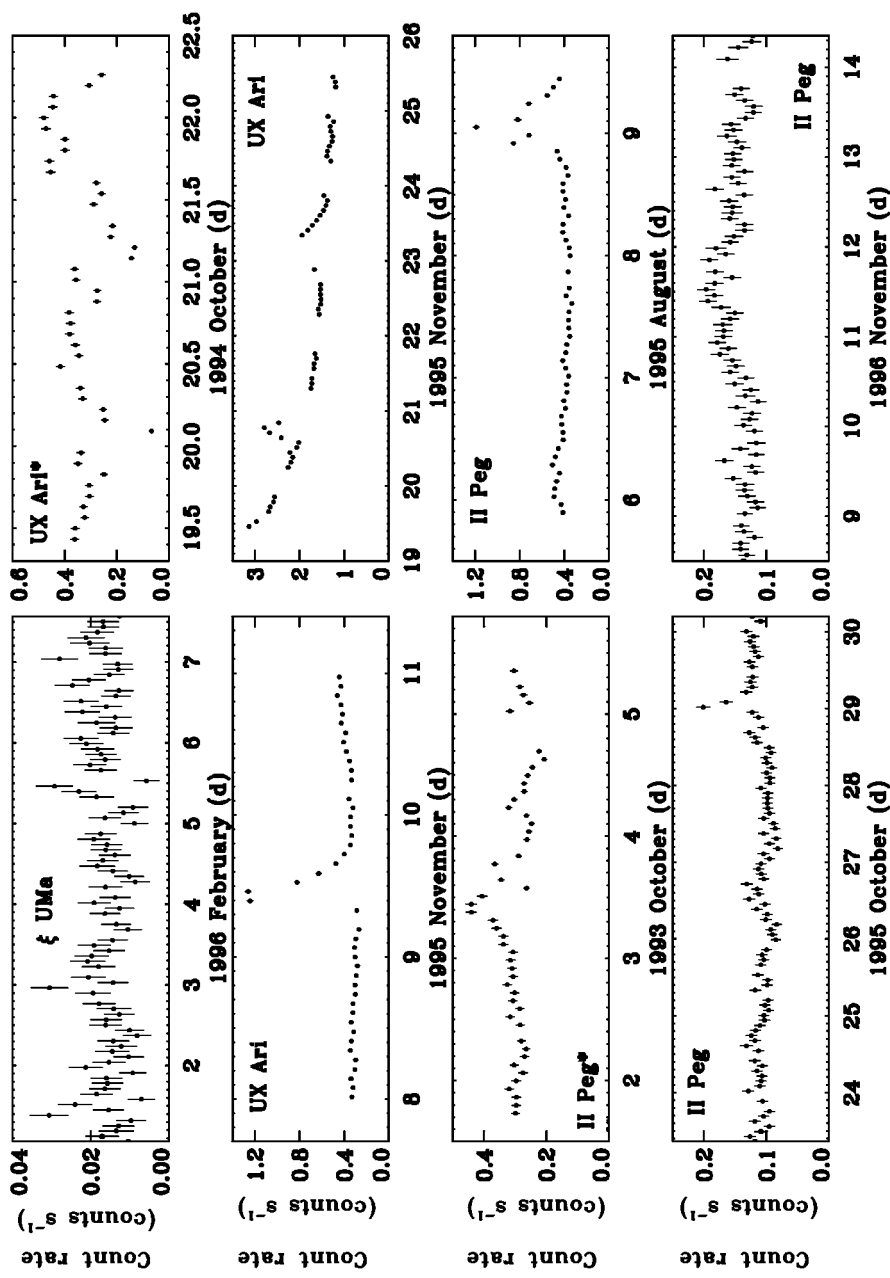 Count rate
(counts s⁻¹)
0.04
0.02
0.00
ξ UMa
2 3 4 5 6 7
1996 February (d)
0.6
0.4
0.2
0.0
UX Ari*
19.5 20.0 20.5 21.0 21.5 22.0 22.5
1994 October (d)
Count rate
(counts s⁻¹)
1.2
0.8
0.4
0.0
UX Ari
8 9 10 11
1995 November (d)
3
2
1
0
UX Ari
19 20 21 22 23 24 25 26
1995 November (d)
Count rate
(counts s⁻¹)
0.4
0.2
0.0
II Peg*
2 3 4 5
1993 October (d)
1.2
0.8
0.4
0.0
II Peg
6 7 8 9
1995 August (d)
Count rate
(counts s⁻¹)
0.2
0.1
0.0
II Peg
24 25 26 27 28 29 30
1995 October (d)
0.2
0.1
0.0
II Peg
9 10 11 12 13 14
1996 November (d)